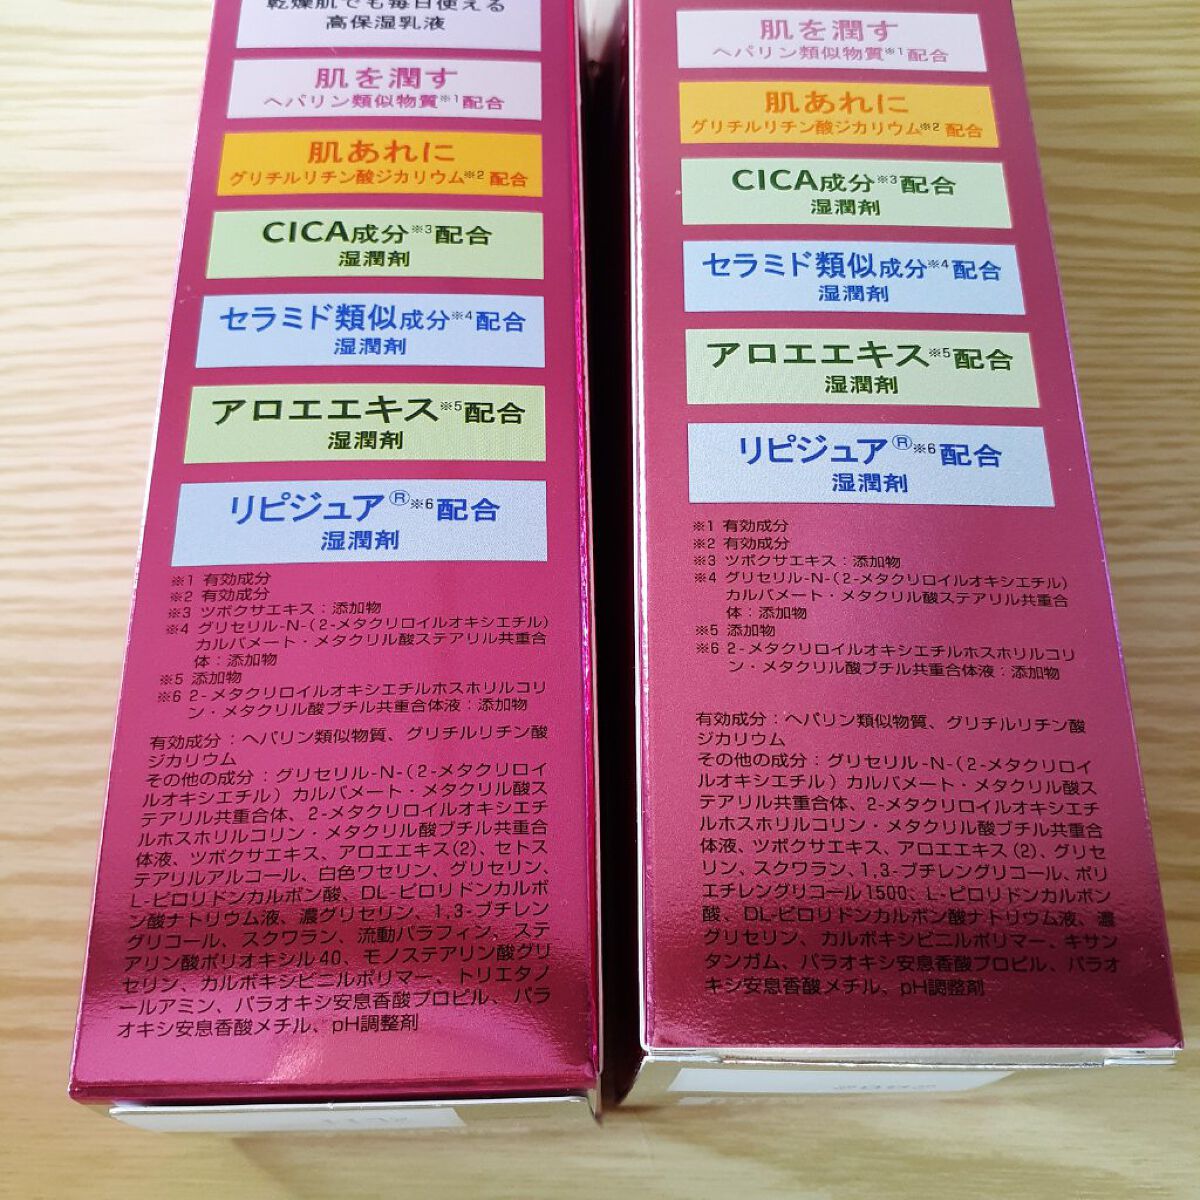 乾燥肌でも毎日使える
高保湿乳液
肌を潤す
ヘパリン類似物質※1配合
肌あれに
グリチルリチン酸ジカリウム※2 配合
CICA成分※3配合
湿潤剤
セラミド類似成分※4配合
湿潤剤
アロエエキス※5配合
湿潤剤
リピジュア®※6配合
湿潤剤
※1 有効成分
※2 有効成分
※3 ツボクサエキス：添加物
※4 グリセリル-N-（2-メタクリロイルオキシエチル）
カルバメート・メタクリル酸ステアリル共重合
体：添加物
※5 添加物
※6 2-メタクリロイルオキシエチルホスホリルコリ
ン・メタクリル酸ブチル共重合体液：添加物
有効成分：ヘパリン類似物質、グリチルリチン酸
ジカリウム
その他の成分：グリセリル-N-（2-メタクリロイ
ルオキシエチル）カルバメート・メタクリル酸ス
テアリル共重合体、2-メタクリロイルオキシエチ
ルホスホリルコリン・メタクリル酸ブチル共重合
体液、ツボクサエキス、アロエエキス(2)、セトス
テアリルアルコール、白色ワセリン、グリセリン、
L-ピロリドンカルボン酸、DL-ピロリドンカルボ
ン酸ナトリウム液、濃グリセリン、1,3-ブチレン
グリコール、スクワラン、流動パラフィン、ステ
アリン酸ポリオキシル40、モノステアリン酸グリ
セリン、カルボキシビニルポリマー、トリエタノ
ールアミン、パラオキシ安息香酸プロピル、パラ
オキシ安息香酸メチル、pH調整剤
肌を潤す
ヘパリン類似物質※1配合
肌あれに
グリチルリチン酸ジカリウム※2 配合
CICA成分※3配合
湿潤剤
セラミド類似成分※4配合
湿潤剤
アロエエキス※5配合
湿潤剤
リピジュア®※6配合
湿潤剤
※1 有効成分
※2 有効成分
※3 ツボクサエキス：添加物
※4 グリセリル-N-（2-メタクリロイルオキシエチル）
カルバメート・メタクリル酸ステアリル共重合
体：添加物
※5 添加物
※6 2-メタクリロイルオキシエチルホスホリルコリ
ン・メタクリル酸ブチル共重合体液：添加物
有効成分：ヘパリン類似物質、グリチルリチン酸
ジカリウム
その他の成分：グリセリル-N-（2-メタクリロイ
ルオキシエチル）カルバメート・メタクリル酸ス
テアリル共重合体、2-メタクリロイルオキシエチ
ルホスホリルコリン・メタクリル酸ブチル共重合
体液、ツボクサエキス、アロエエキス(2)、グリセ
リン、スクワラン、1,3-ブチレングリコール、ポリ
エチレングリコール1500、L-ピロリドンカルボン
酸、DL-ピロリドンカルボン酸ナトリウム液、濃
グリセリン、カルボキシビニルポリマー、キサン
タンガム、パラオキシ安息香酸プロピル、パラオ
キシ安息香酸メチル、pH調整剤